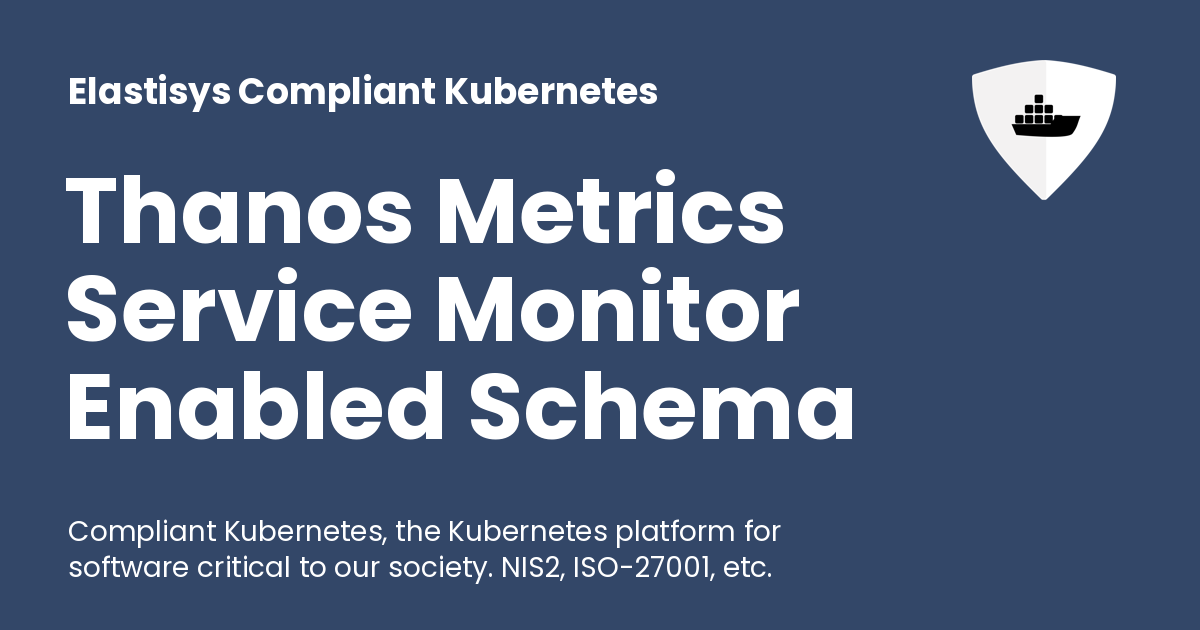 Elastisys Compliant Kubernetes
Thanos Metrics
Service Monitor
Enabled Schema
Compliant Kubernetes, the Kubernetes platform for
software critical to our society. NIS2, ISO-27001, etc.